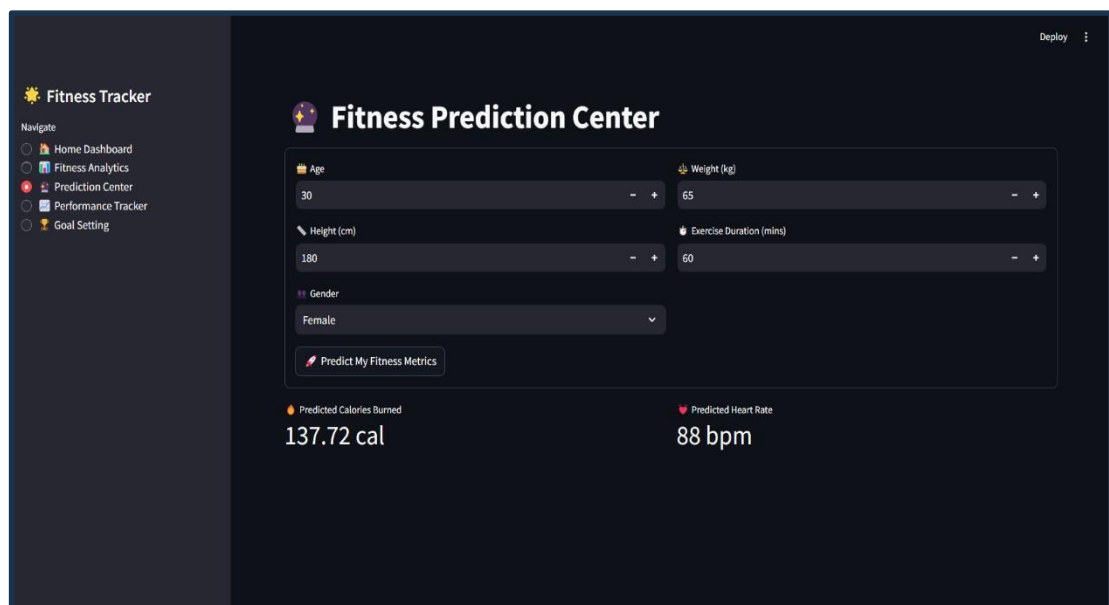 Deploy
Fitness Tracker
Navigate
Home Dashboard
Fitness Analytics
Prediction Center
Performance Tracker
Goal Setting
Fitness Prediction Center
Age
30
Weight (kg)
65
Height (cm)
180
Exercise Duration (mins)
60
Gender
Female
Predict My Fitness Metrics
Predicted Calories Burned
137.72 cal
Predicted Heart Rate
88 bpm